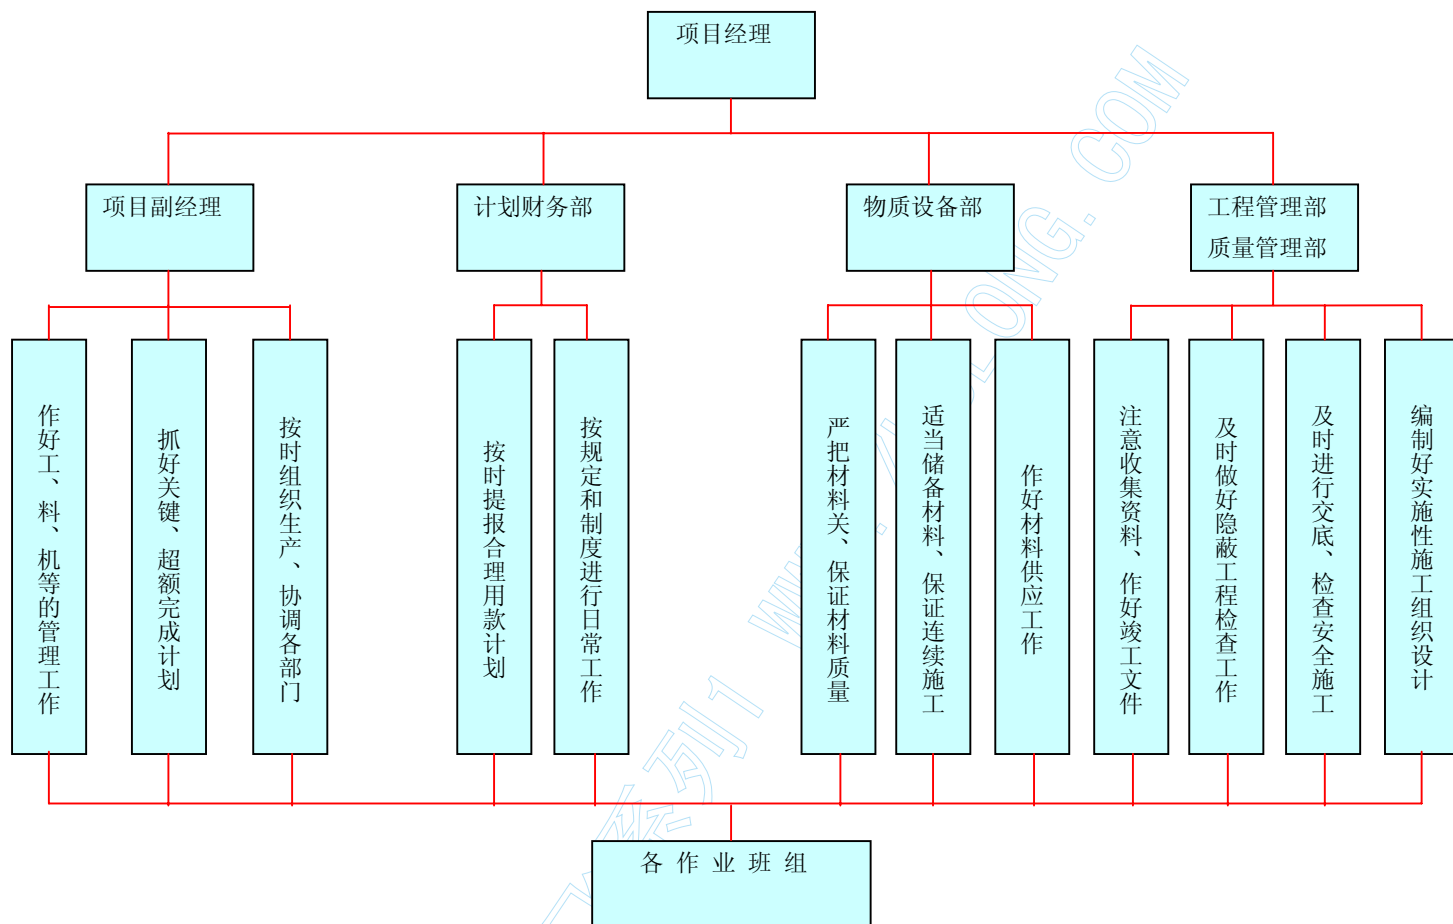 项目经理
项目副经理
计划财务部
物质设备部
工程管理部
质量管理部
作好工、料、机等的管理工作
抓好关键、超额完成计划
按时组织生产、协调各部门
按时提报合理用款计划
按规定和制度进行日常工作
严把材料关、保证材料质量
适当储备材料、保证连续施工
作好材料供应工作
注意收集资料、作好竣工文件
及时做好隐蔽工程检查工作
及时进行交底、检查安全施工
编制好实施性施工组织设计
各作业班组